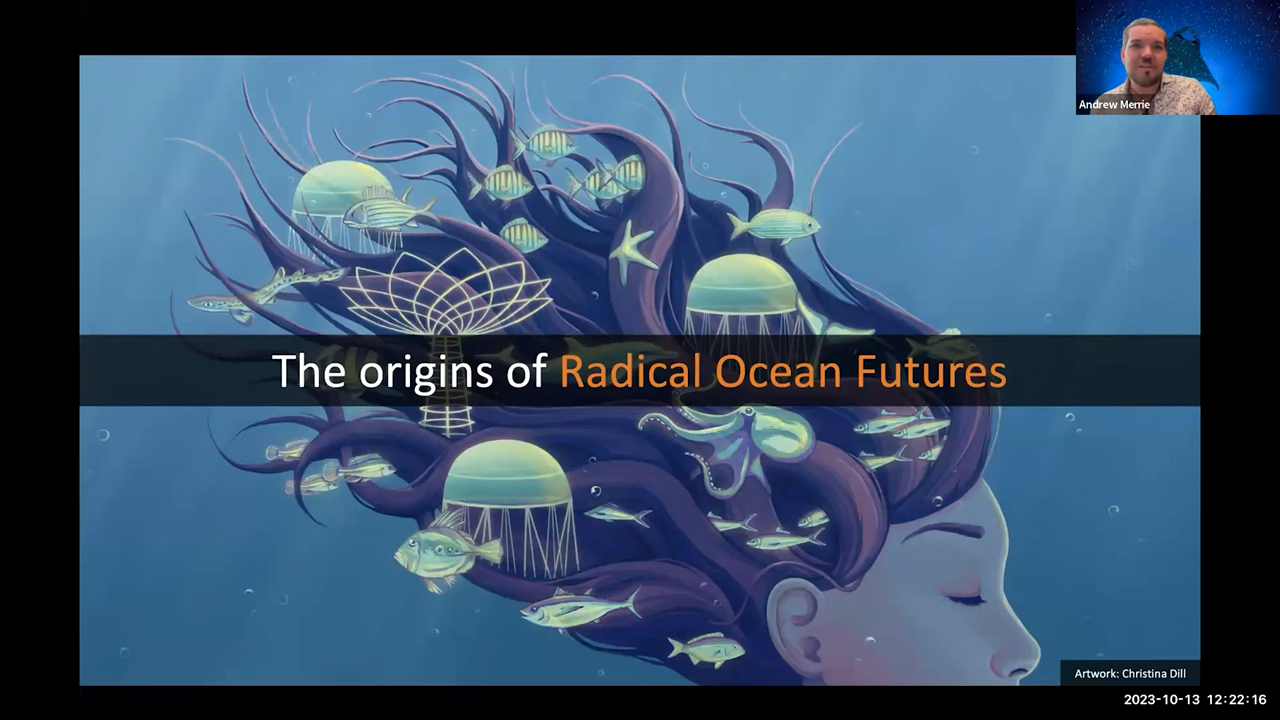 Andrew Merrie
The origins of Radical Ocean Futures
Artwork: Christina Dill
2023-10-13 12:22:16